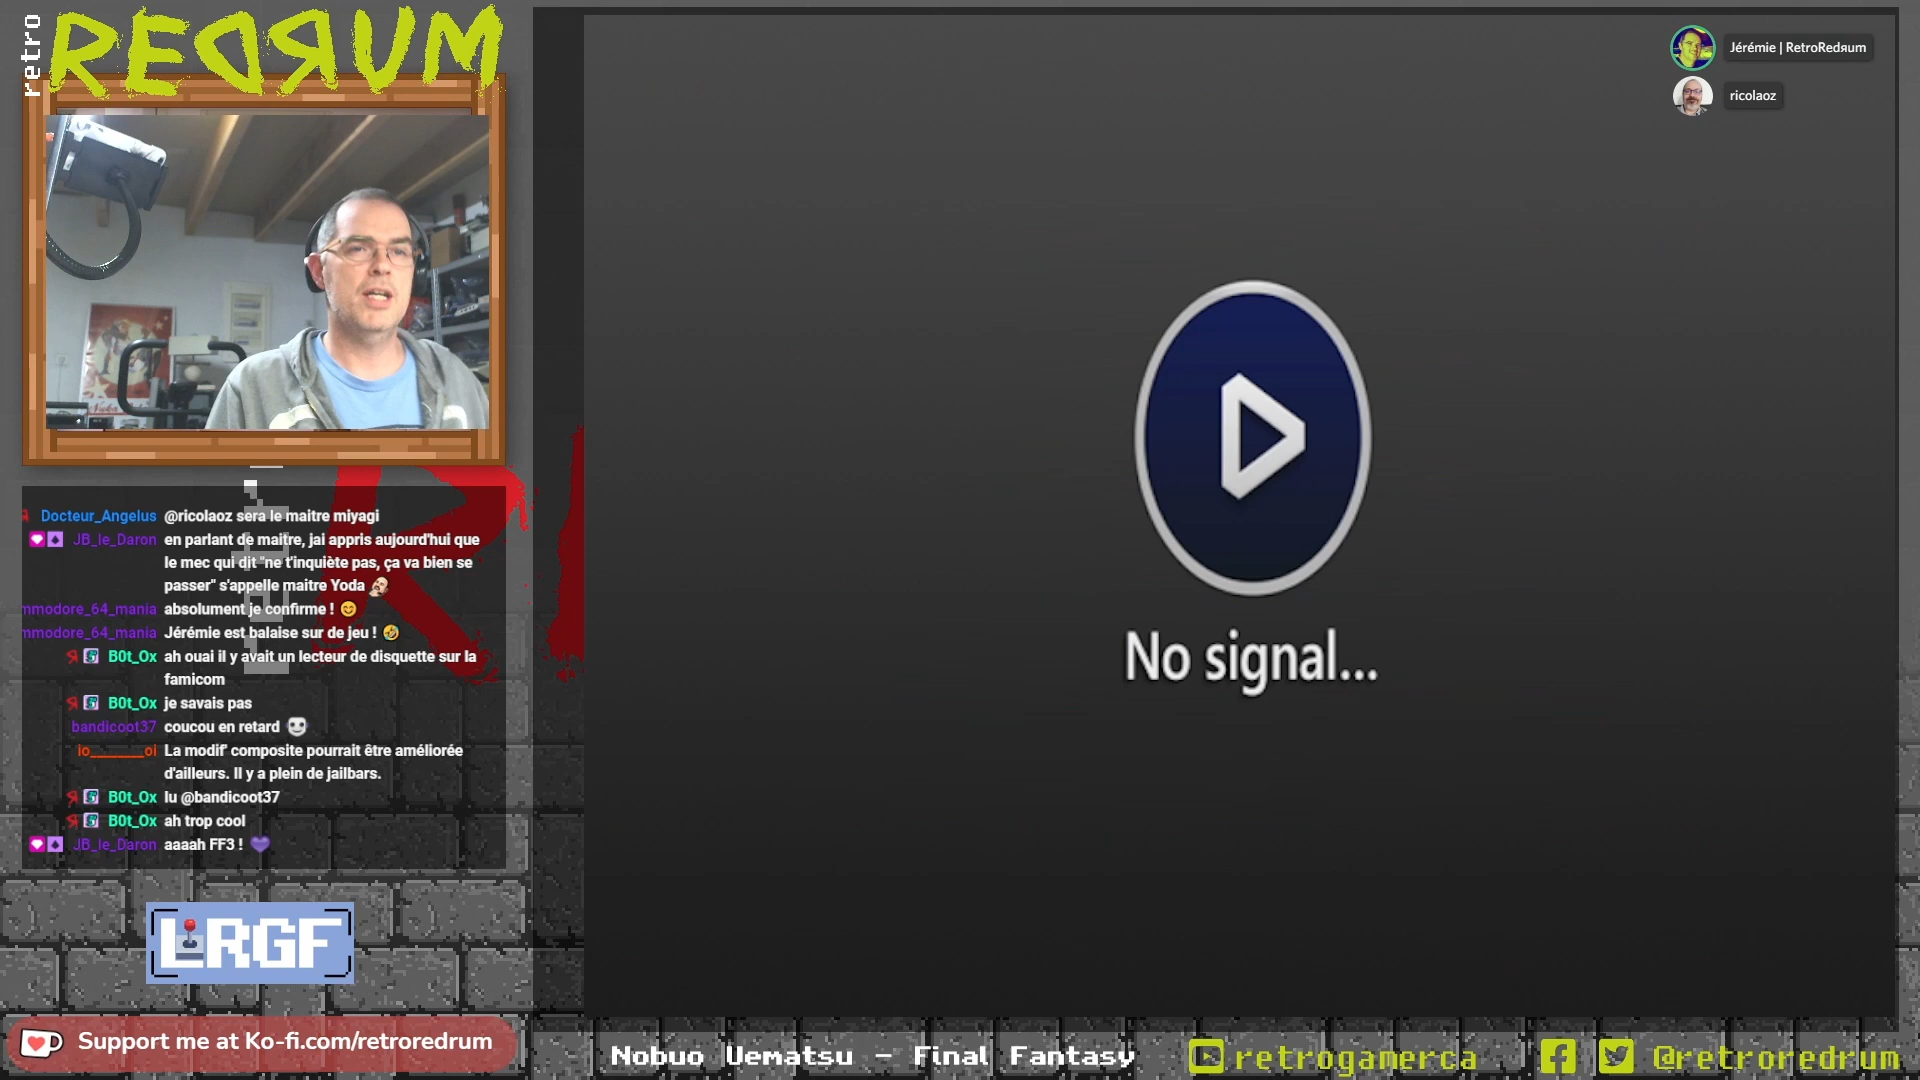 retro
REDRUM
Jérémie | RetroRedяum
ricolaoz
Docteur_Angelus @ricolaoz sera le maitre miyagi
JB_le_Daron en parlant de maitre, jai appris aujourd'hui que
le mec qui dit "ne t'inquiète pas, ça va bien se
passer" s'appelle maitre Yoda
mmodore_64_mania absolument je confirme !
mmodore_64_mania Jérémie est balaise sur de jeu !
B0t_Ox ah ouai il y avait un lecteur de disquette sur la
famicom
B0t_Ox je savais pas
bandicoot37 coucou en retard
La modif' composite pourrait être améliorée
d'ailleurs. Il y a plein de jailbars.
B0t_Ox lu @bandicoot37
B0t_Ox ah trop cool
JB_le_Daron aaaah FF3 !
No signal...
LRGF
Support me at Ko-fi.com/retroredrum
Nobuo Uematsu - Final Fantasy
retrogamerca
@retroredrum